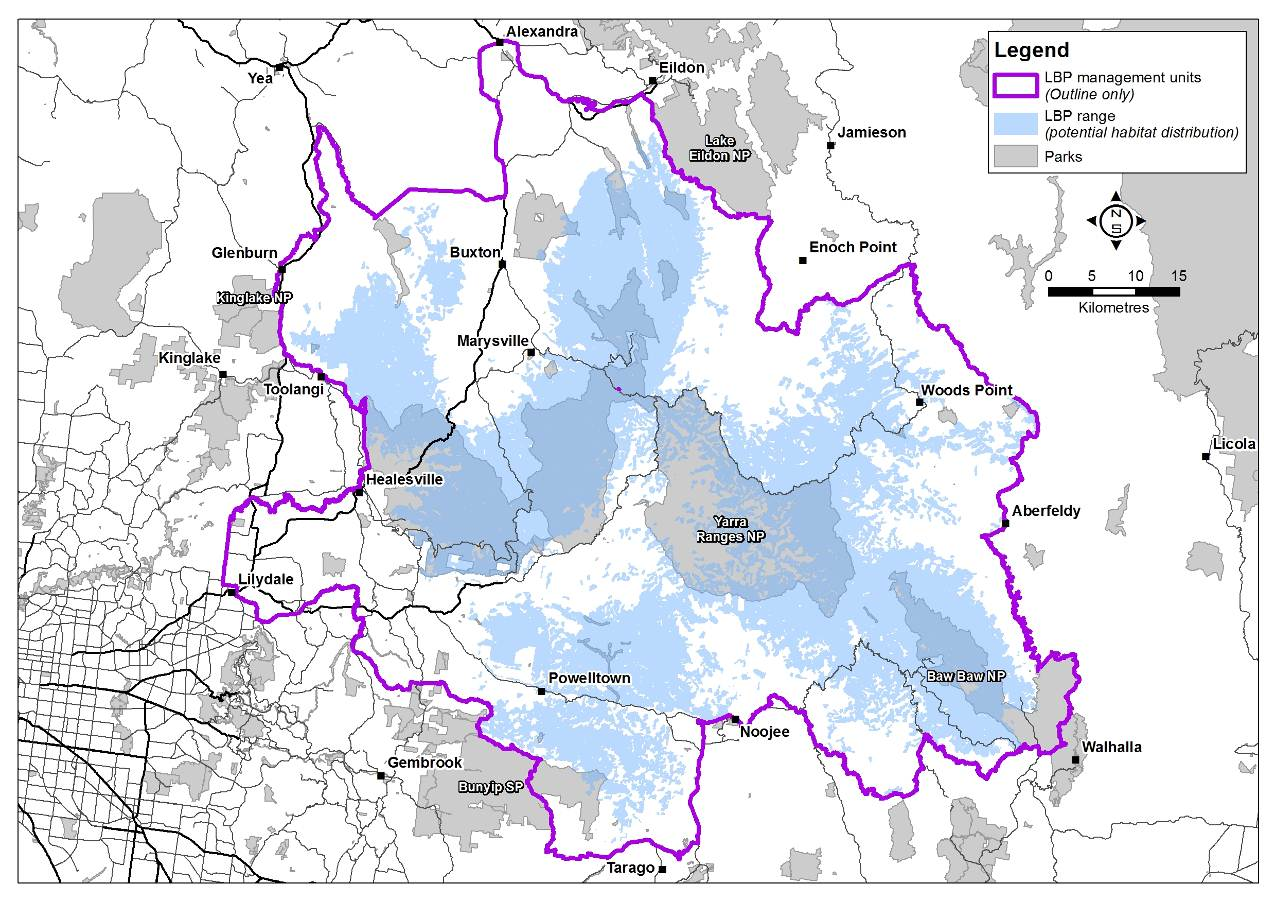 Alexandra
Yea
Eildon
Legend
LBP management units
(Outline only)
LBP range
(potential habitat distribution)
Parks
Jamieson
Lake
Eildon NP
N
S
Glenburn
Buxton
Enoch Point
Kinglake NP
0 5 10 15
Kilometres
Kinglake
Marysville
Toolangi
Woods Point
Licola
Healesville
Aberfeldy
Yarra
Ranges NP
Lilydale
Powelltown
Baw Baw NP
Noojee
Walhalla
Gembrook
Bunyip SP
Tarago